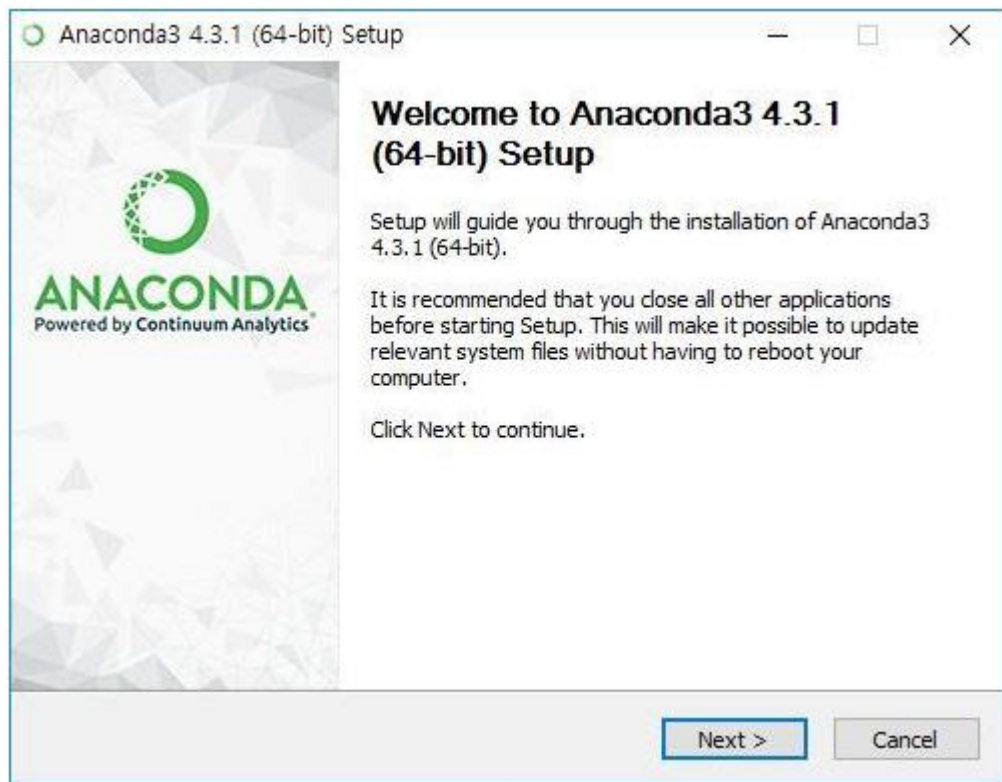 Anaconda3 4.3.1 (64-bit) Setup
Welcome to Anaconda3 4.3.1
(64-bit) Setup
ANACONDA
Powered by Continuum Analytics
Setup will guide you through the installation of Anaconda3
4.3.1 (64-bit).
It is recommended that you close all other applications
before starting Setup. This will make it possible to update
relevant system files without having to reboot your
computer.
Click Next to continue.
Next >
Cancel